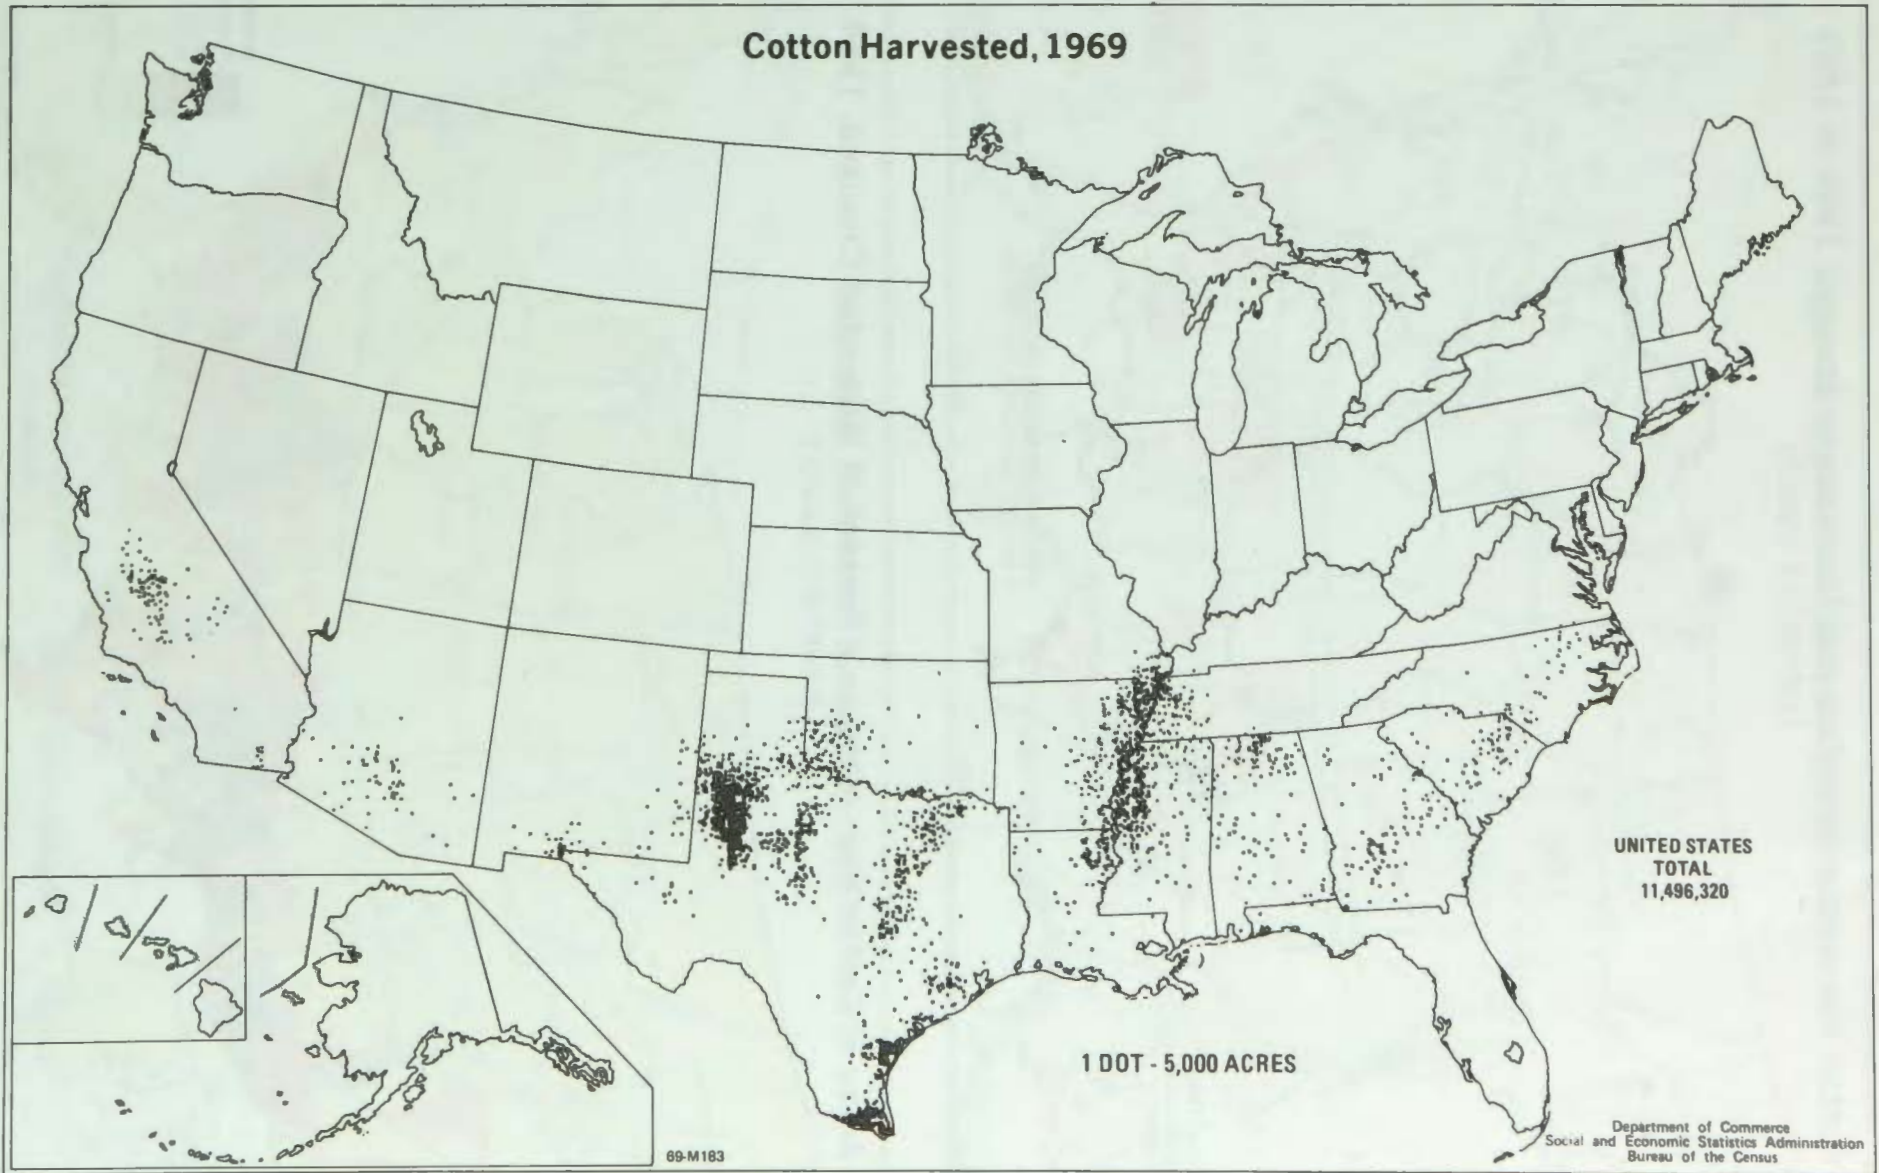 Cotton Harvested, 1969
UNITED STATES
TOTAL
11,496,320
1 DOT - 5,000 ACRES
69-M183
Department of Commerce
Social and Economic Statistics Administration
Bureau of the Census